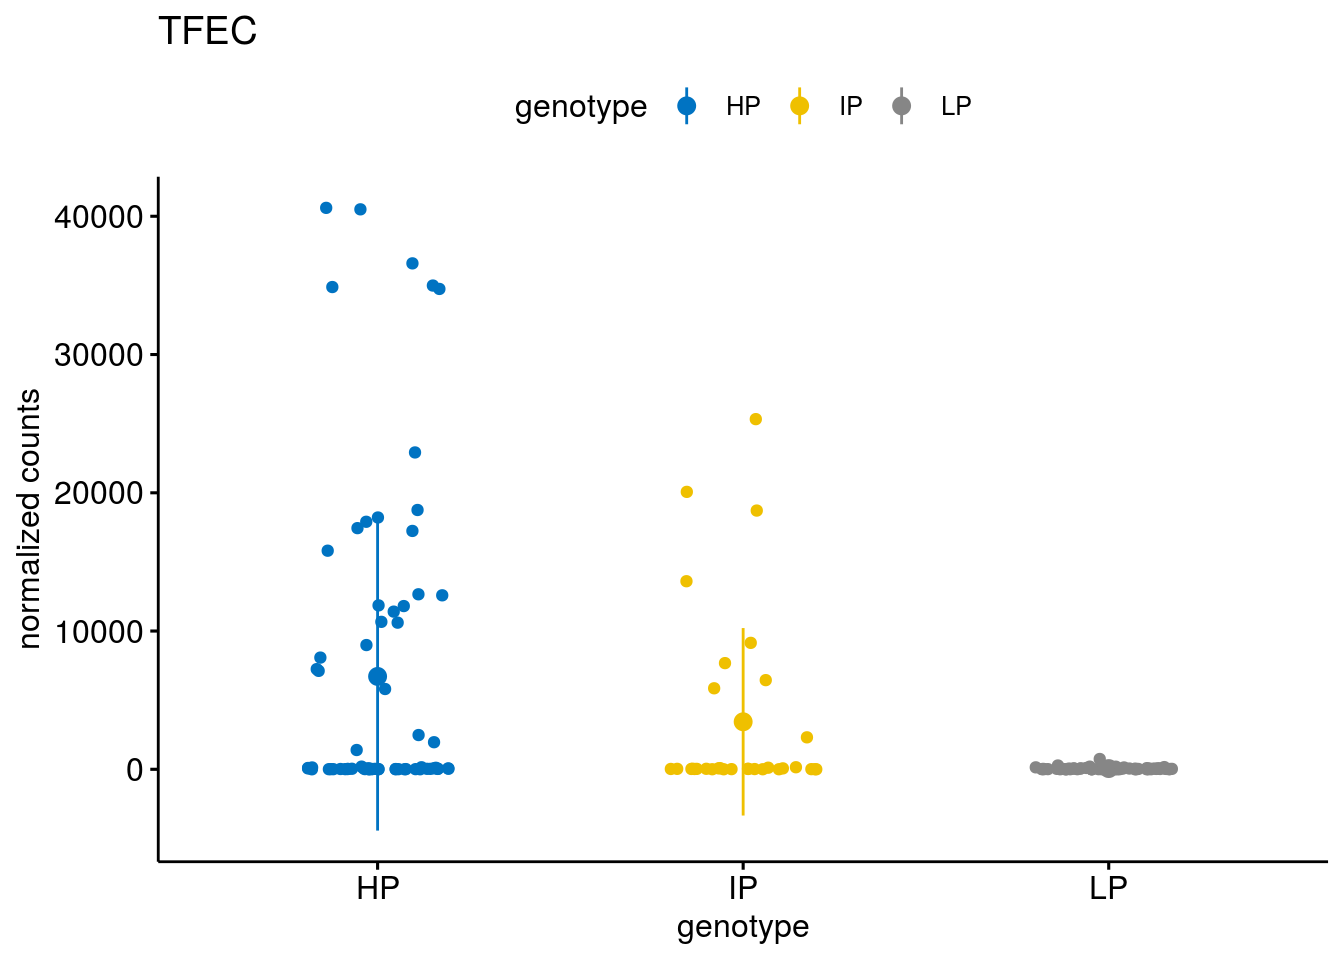 TFEC
genotype HP IP LP
40000
30000
20000
10000
0
normalized counts
HP IP LP
genotype